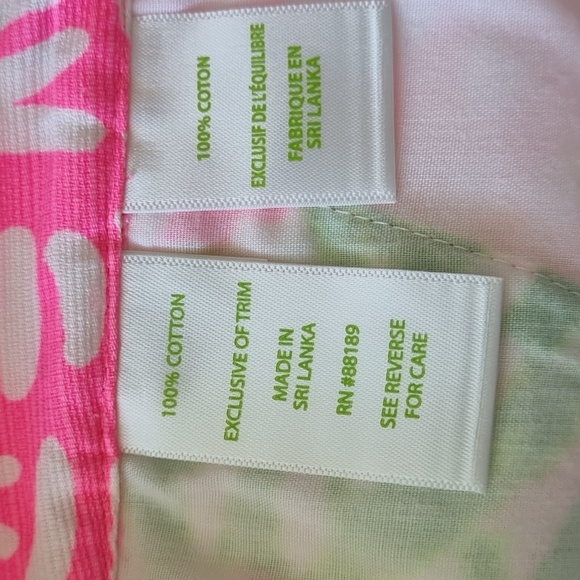 100% COTON
EXCLUSIF DE L'ÉQUILIBRE
FABRIQUE EN
SRI LANKA
100% COTTON
EXCLUSIVE OF TRIM
MADE IN
SRI LANKA
RN #88189
SEE REVERSE
FOR CARE